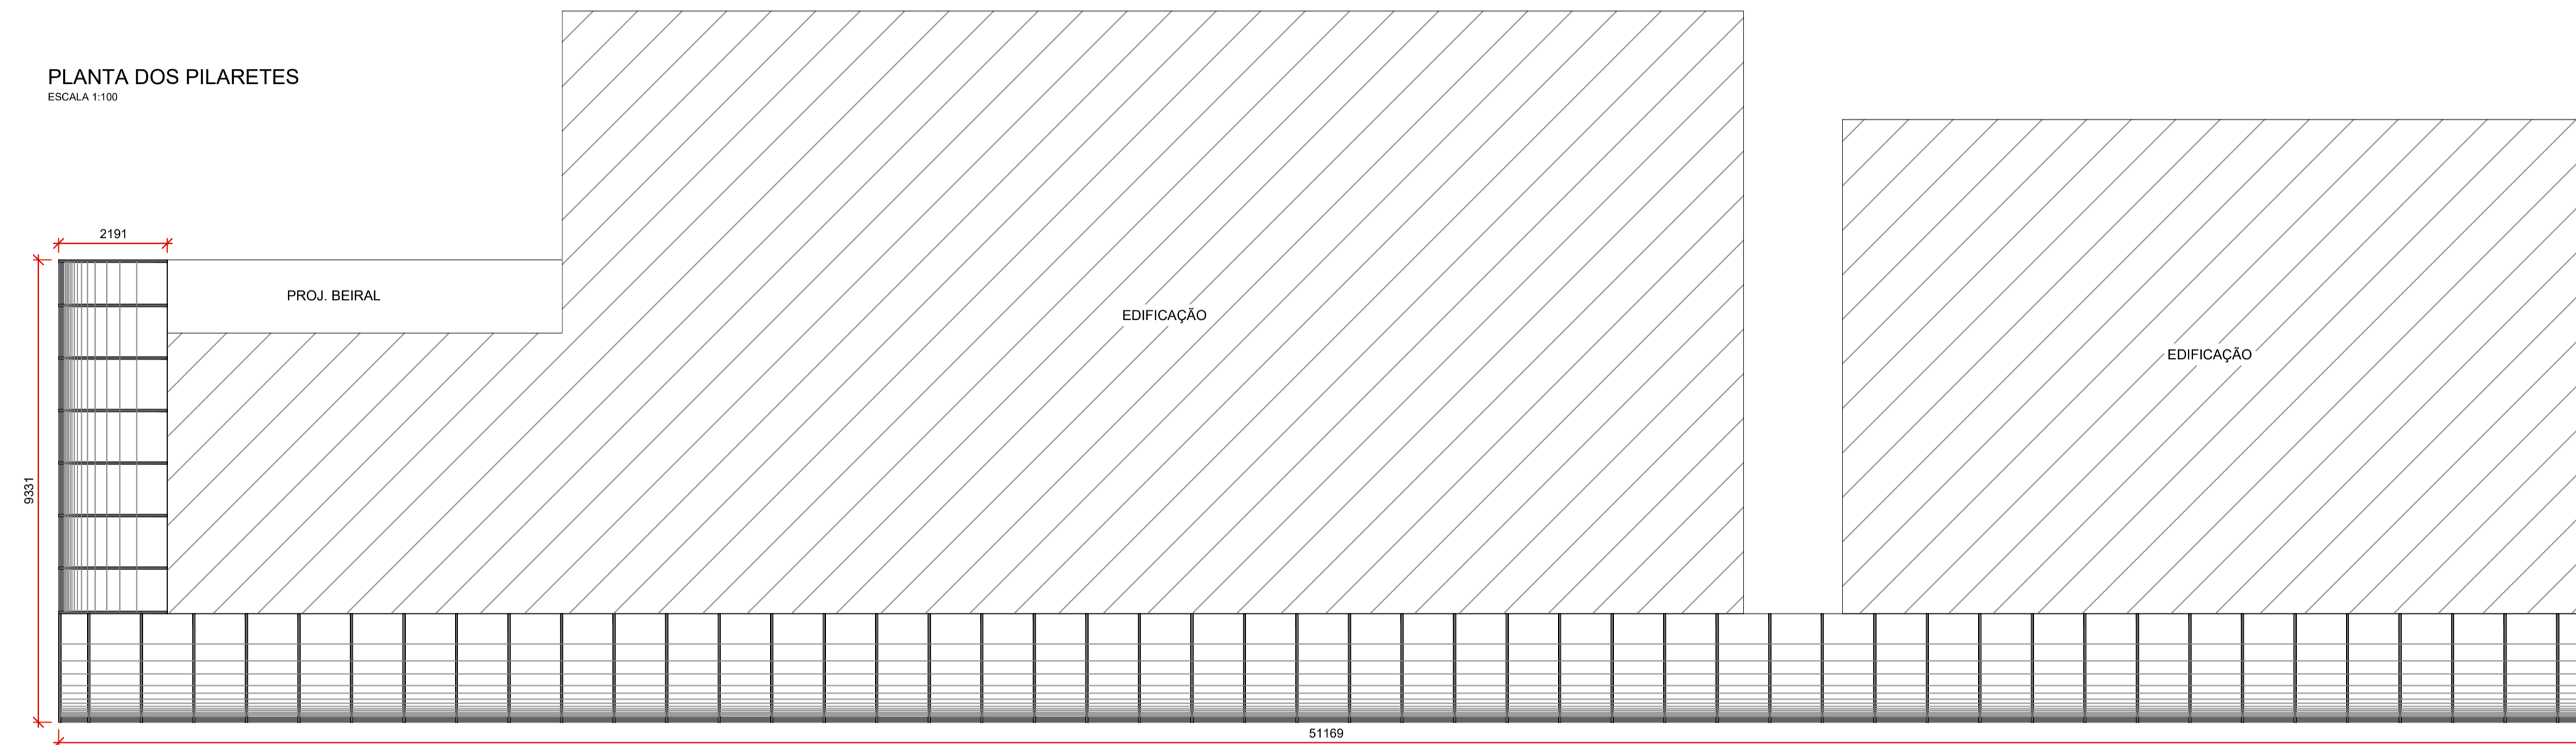 PLANTA DOS PILARETES
ESCALA 1:100
2191
PROJ. BEIRAL
EDIFICAÇÃO
EDIFICAÇÃO
9331
51169